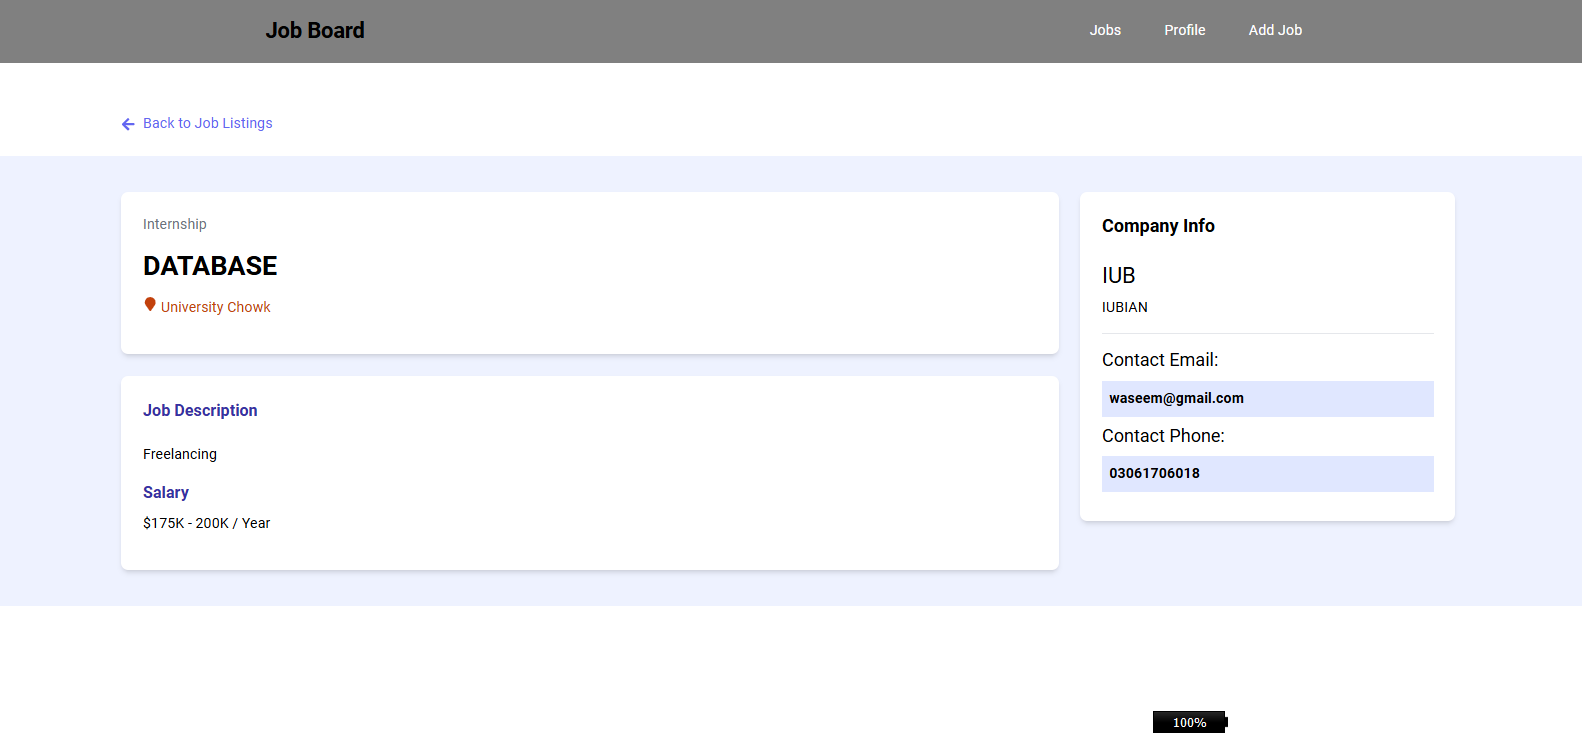 Job Board
Jobs
Profile
Add Job
Back to Job Listings
Internship
DATABASE
University Chowk
Job Description
Freelancing
Salary
$175K - 200K / Year
Company Info
IUB
IUBIAN
Contact Email:
waseem@gmail.com
Contact Phone:
03061706018
100%